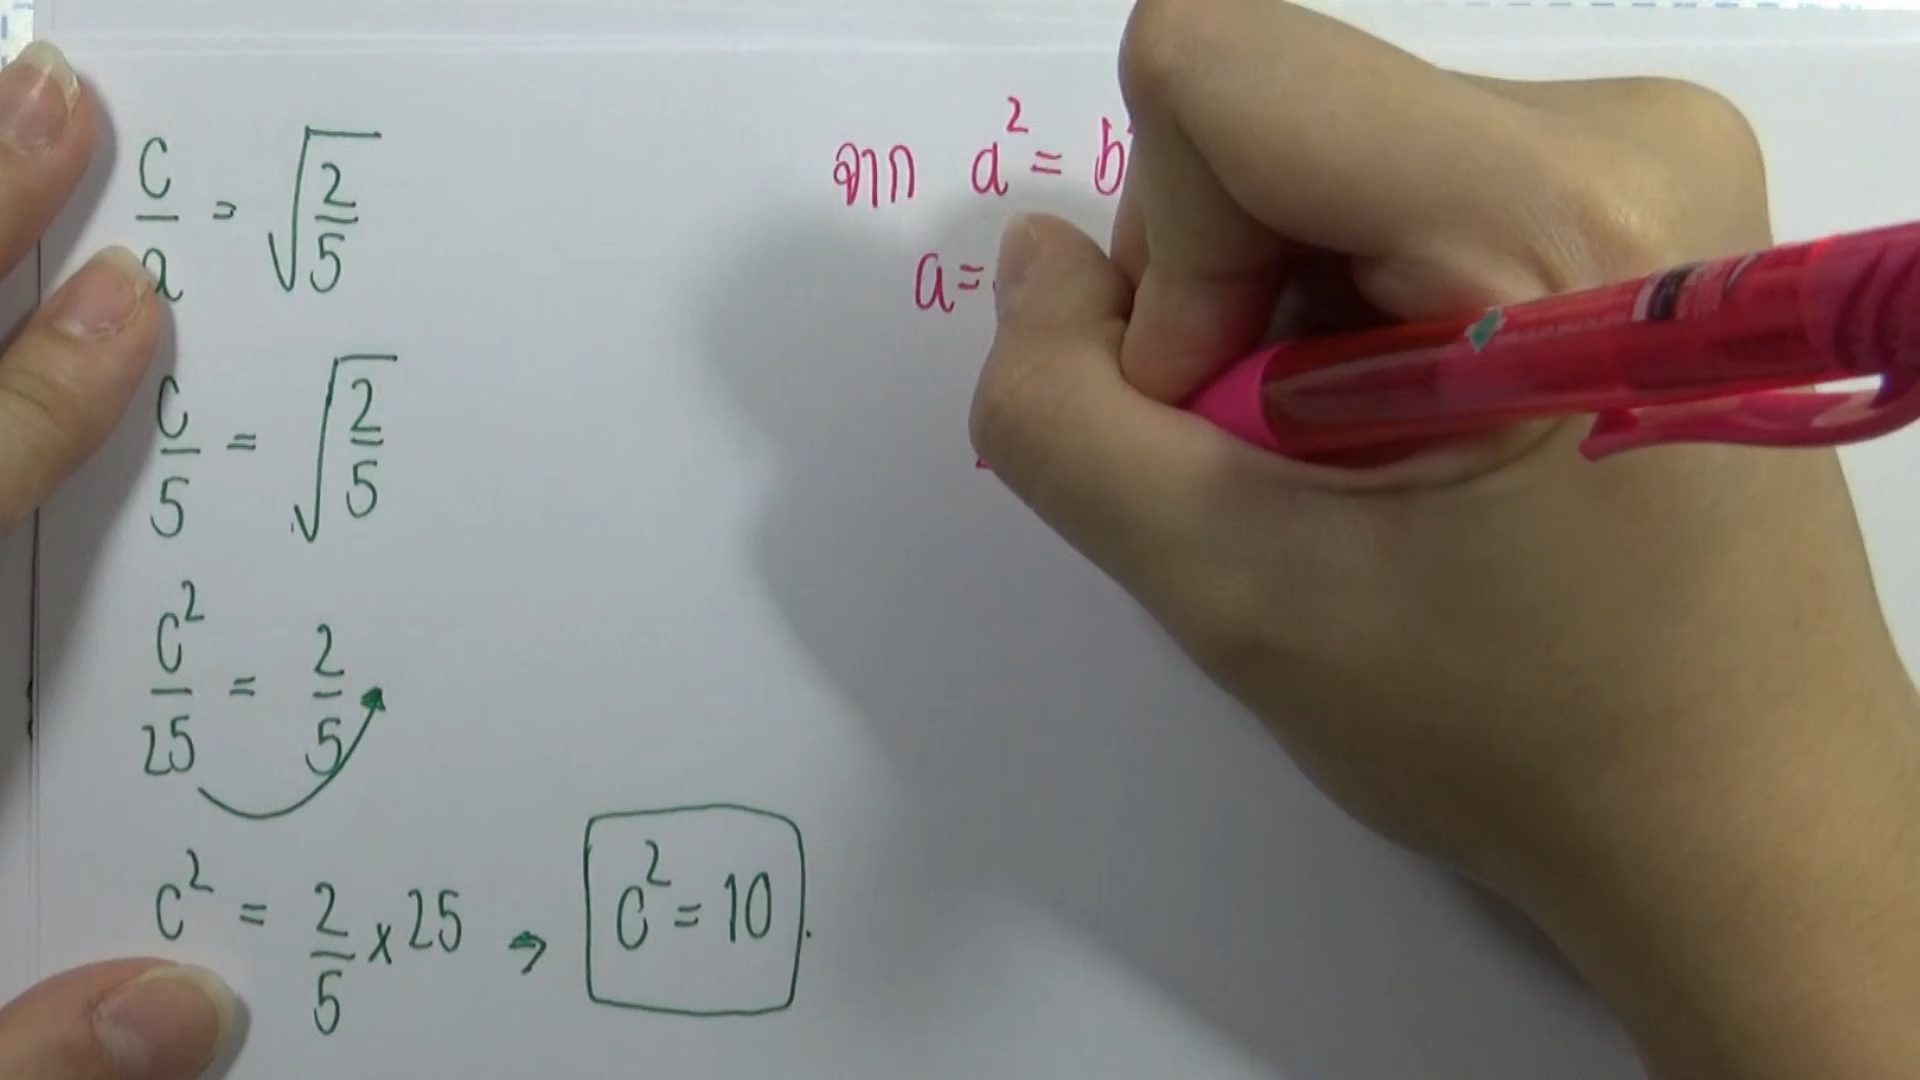 c/a = √(2/5)
c/5 = √(2/5)
c²/25 = 2/5
c² = 2/5 × 25 → c² = 10
จาก a² = b
a =